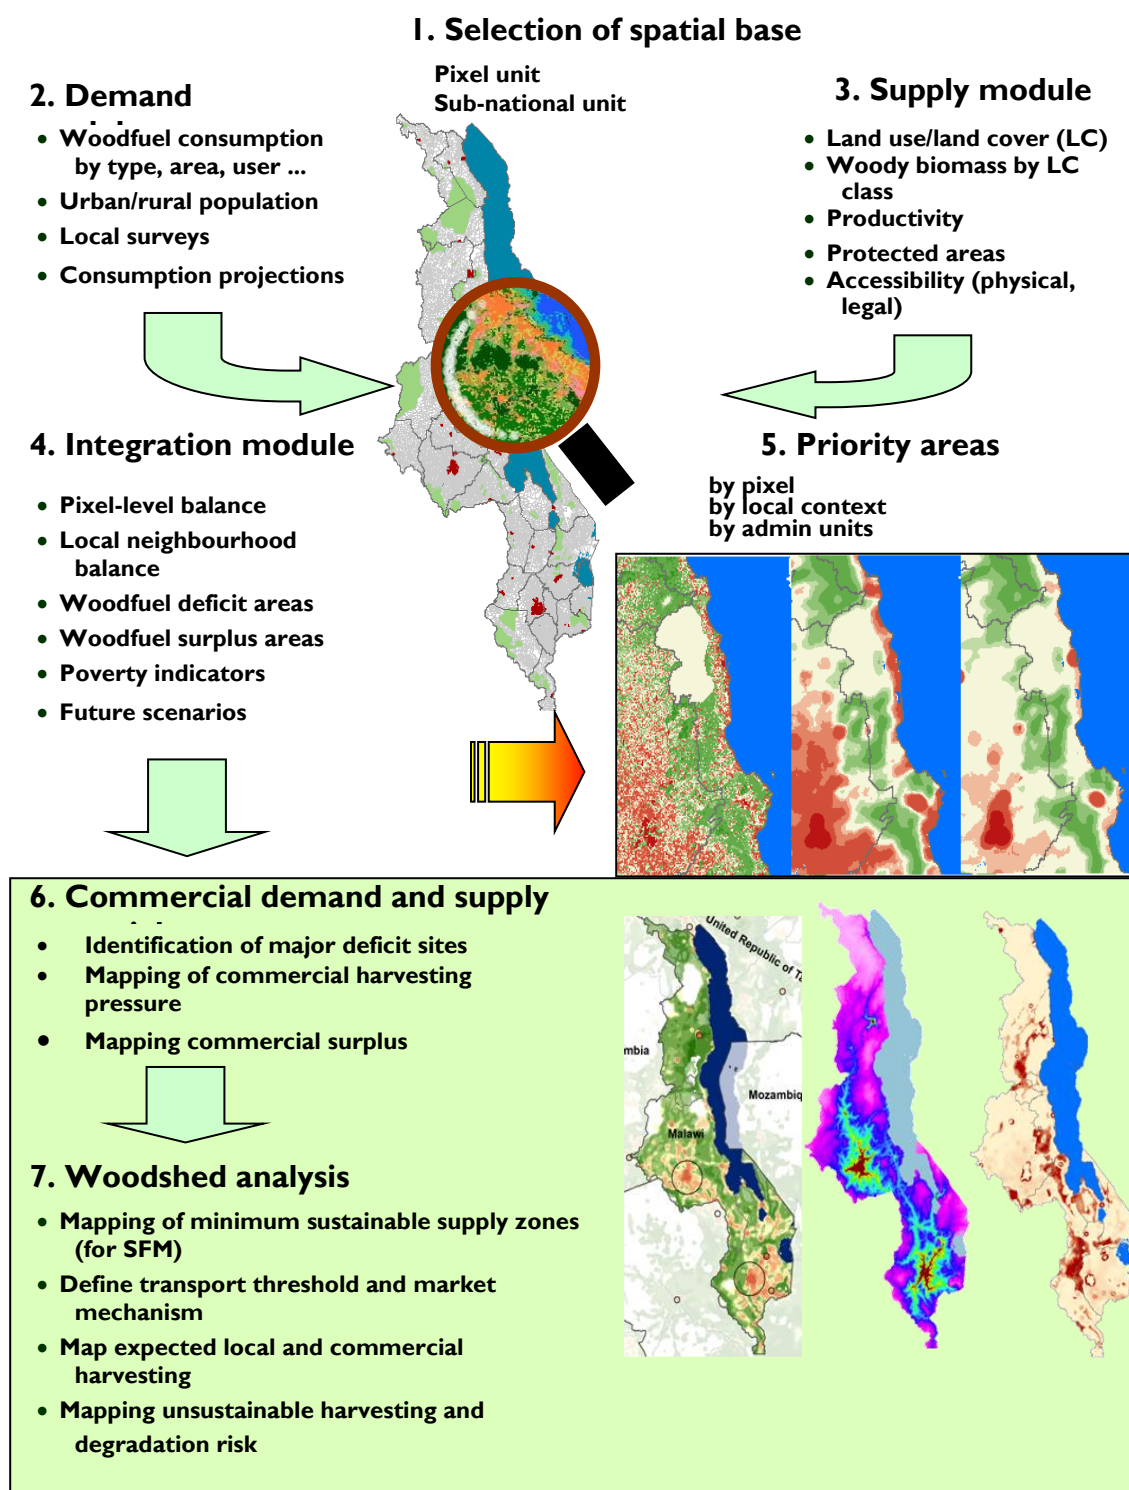 1. Selection of spatial base
Pixel unit
Sub-national unit
2. Demand
• Woodfuel consumption
by type, area, user ...
• Urban/rural population
• Local surveys
• Consumption projections
3. Supply module
• Land use/land cover (LC)
• Woody biomass by LC
class
• Productivity
• Protected areas
• Accessibility (physical,
legal)
N
4. Integration module
• Pixel-level balance
• Local neighbourhood
balance
• Woodfuel deficit areas
• Woodfuel surplus areas
• Poverty indicators
• Future scenarios
5. Priority areas
by pixel
by local context
by admin units
6. Commercial demand and supply
• Identification of major deficit sites
• Mapping of commercial harvesting
pressure
• Mapping commercial surplus
United Republic of Ta
mbia
Mozambiq
Malawi
7. Woodshed analysis
• Mapping of minimum sustainable supply zones
(for SFM)
• Define transport threshold and market
mechanism
• Map expected local and commercial
harvesting
• Mapping unsustainable harvesting and
degradation risk